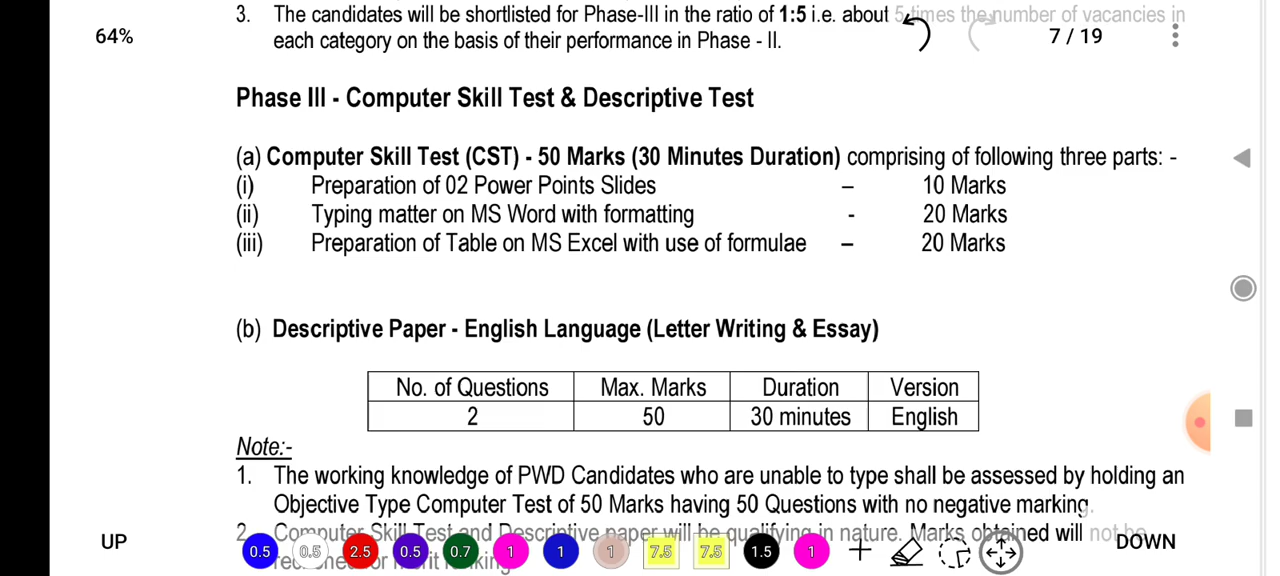 3. The candidates will be shortlisted for Phase-III in the ratio of 1:5 i.e. about 5 times the number of vacancies in
64%
7 / 19
each category on the basis of their performance in Phase - II.
Phase III - Computer Skill Test & Descriptive Test
(a) Computer Skill Test (CST) - 50 Marks (30 Minutes Duration) comprising of following three parts: -
(i) Preparation of 02 Power Points Slides – 10 Marks
(ii) Typing matter on MS Word with formatting - 20 Marks
(iii) Preparation of Table on MS Excel with use of formulae – 20 Marks
(b) Descriptive Paper - English Language (Letter Writing & Essay)
No. of Questions Max. Marks Duration Version
2 50 30 minutes English
Note:-
1. The working knowledge of PWD Candidates who are unable to type shall be assessed by holding an
Objective Type Computer Test of 50 Marks having 50 Questions with no negative marking.
2. Computer Skill Test and Descriptive paper will be qualifying in nature. Marks obtained will not be
UP
DOWN
0.5 0.5 2.5 0.5 0.7 1 1 1 7.5 7.5 1.5 1